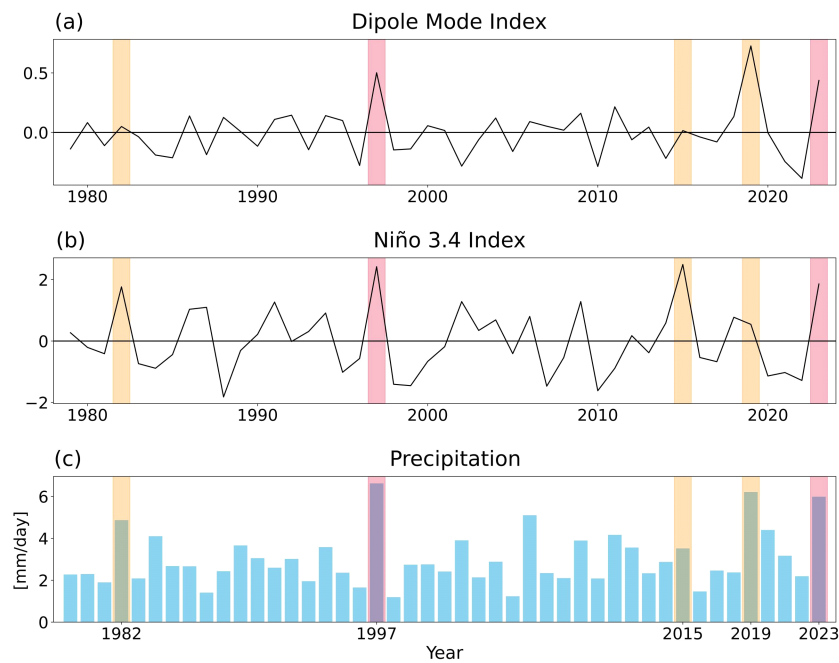 (a) Dipole Mode Index
0.5
0.0
1980 1990 2000 2010 2020
(b) Niño 3.4 Index
2
0
−2
1980 1990 2000 2010 2020
(c) Precipitation
[mm/day]
6
4
2
0
1982 1997 2015 2019 2023
Year